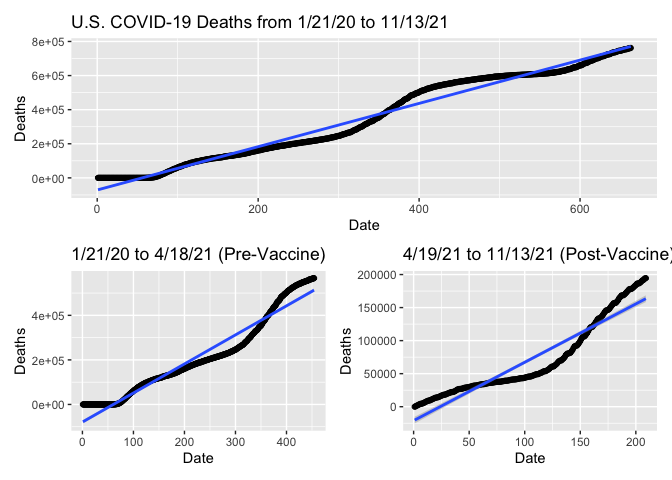 U.S. COVID-19 Deaths from 1/21/20 to 11/13/21
8e+05
6e+05
4e+05
2e+05
0e+00
Deaths
0 200 400 600
Date
1/21/20 to 4/18/21 (Pre-Vaccine)
4e+05
2e+05
0e+00
Deaths
0 100 200 300 400
Date
4/19/21 to 11/13/21 (Post-Vaccine)
200000
150000
100000
50000
0
Deaths
0 50 100 150 200
Date